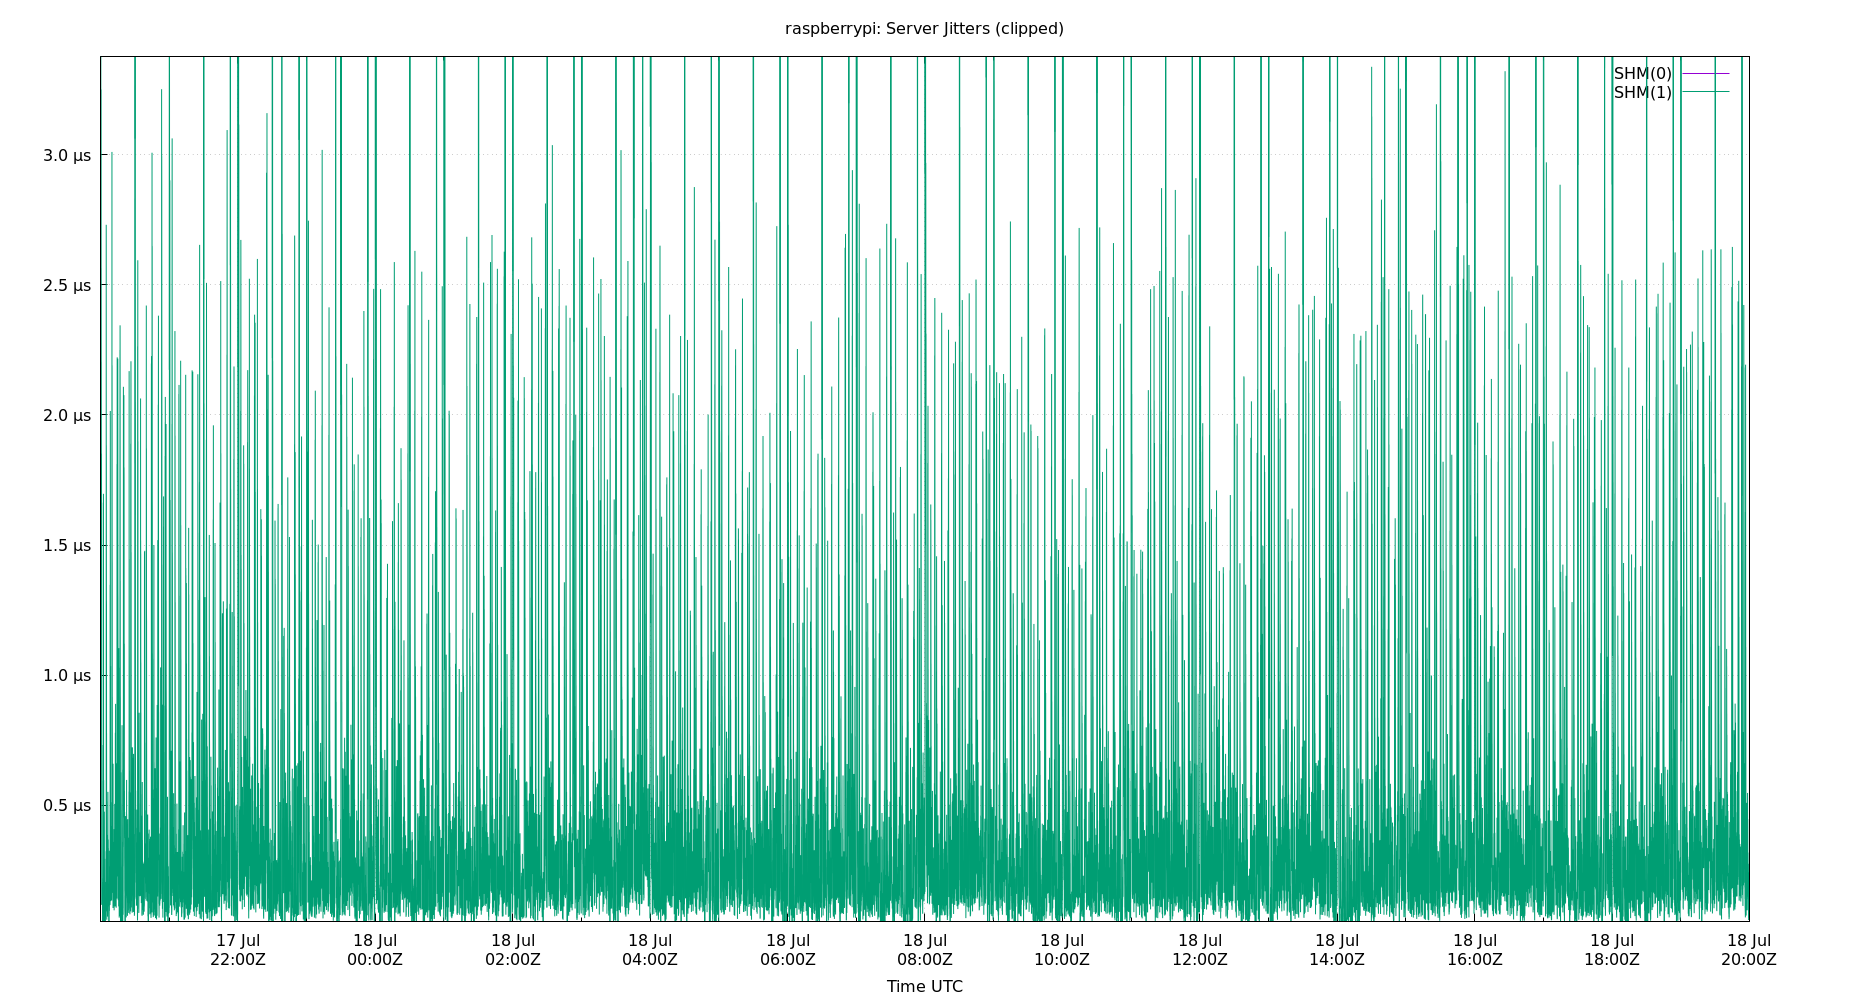 raspberrypi: Server Jitters (clipped)
SHM(0)
SHM(1)
3.0 µs
2.5 µs
2.0 µs
1.5 µs
1.0 µs
0.5 µs
17 Jul 18 Jul 18 Jul 18 Jul 18 Jul 18 Jul 18 Jul 18 Jul 18 Jul 18 Jul 18 Jul 18 Jul
22:00Z 00:00Z 02:00Z 04:00Z 06:00Z 08:00Z 10:00Z 12:00Z 14:00Z 16:00Z 18:00Z 20:00Z
Time UTC